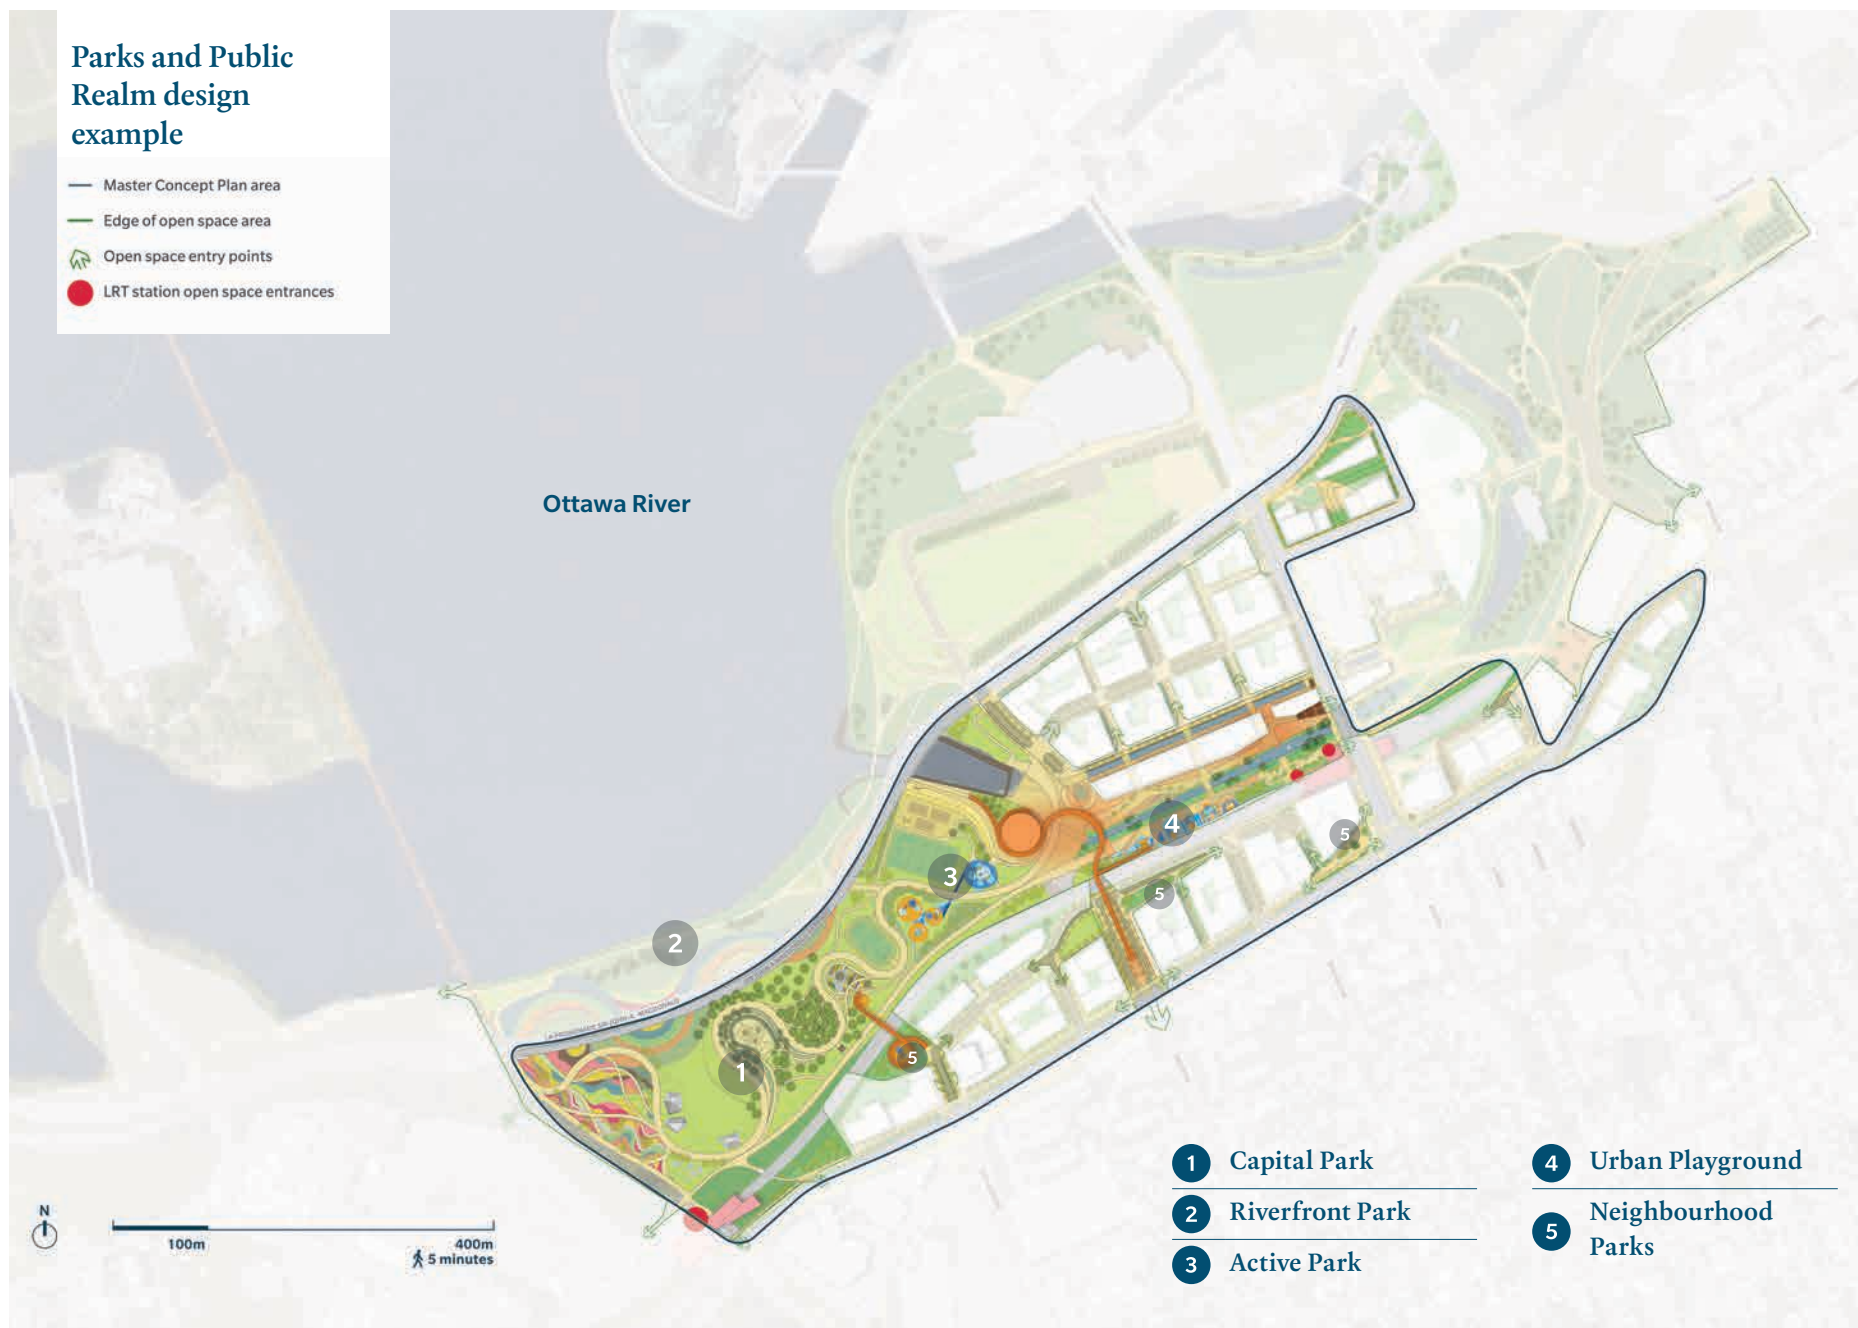 Parks and Public
Realm design
example
Master Concept Plan area
Edge of open space area
Open space entry points
LRT station open space entrances
Ottawa River
4
5
3
5
2
5
1
N
100m
400m
5 minutes
1 Capital Park
2 Riverfront Park
3 Active Park
4 Urban Playground
5 Neighbourhood
Parks